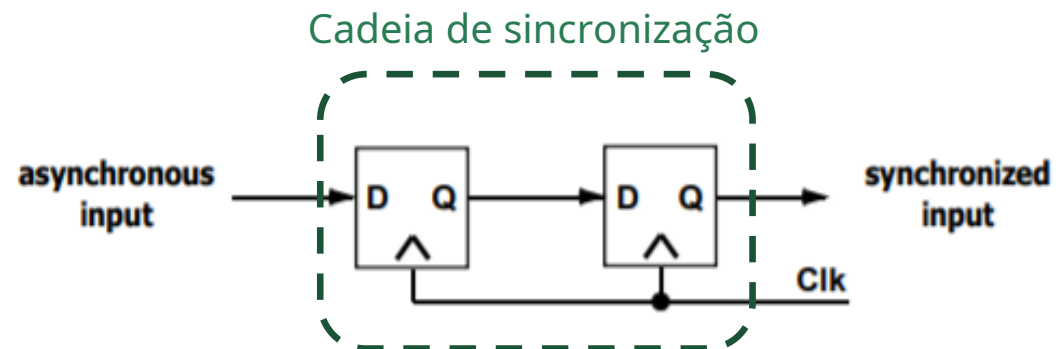 Cadeia de sincronização
asynchronous
input
D Q
D Q
synchronized
input
Clk